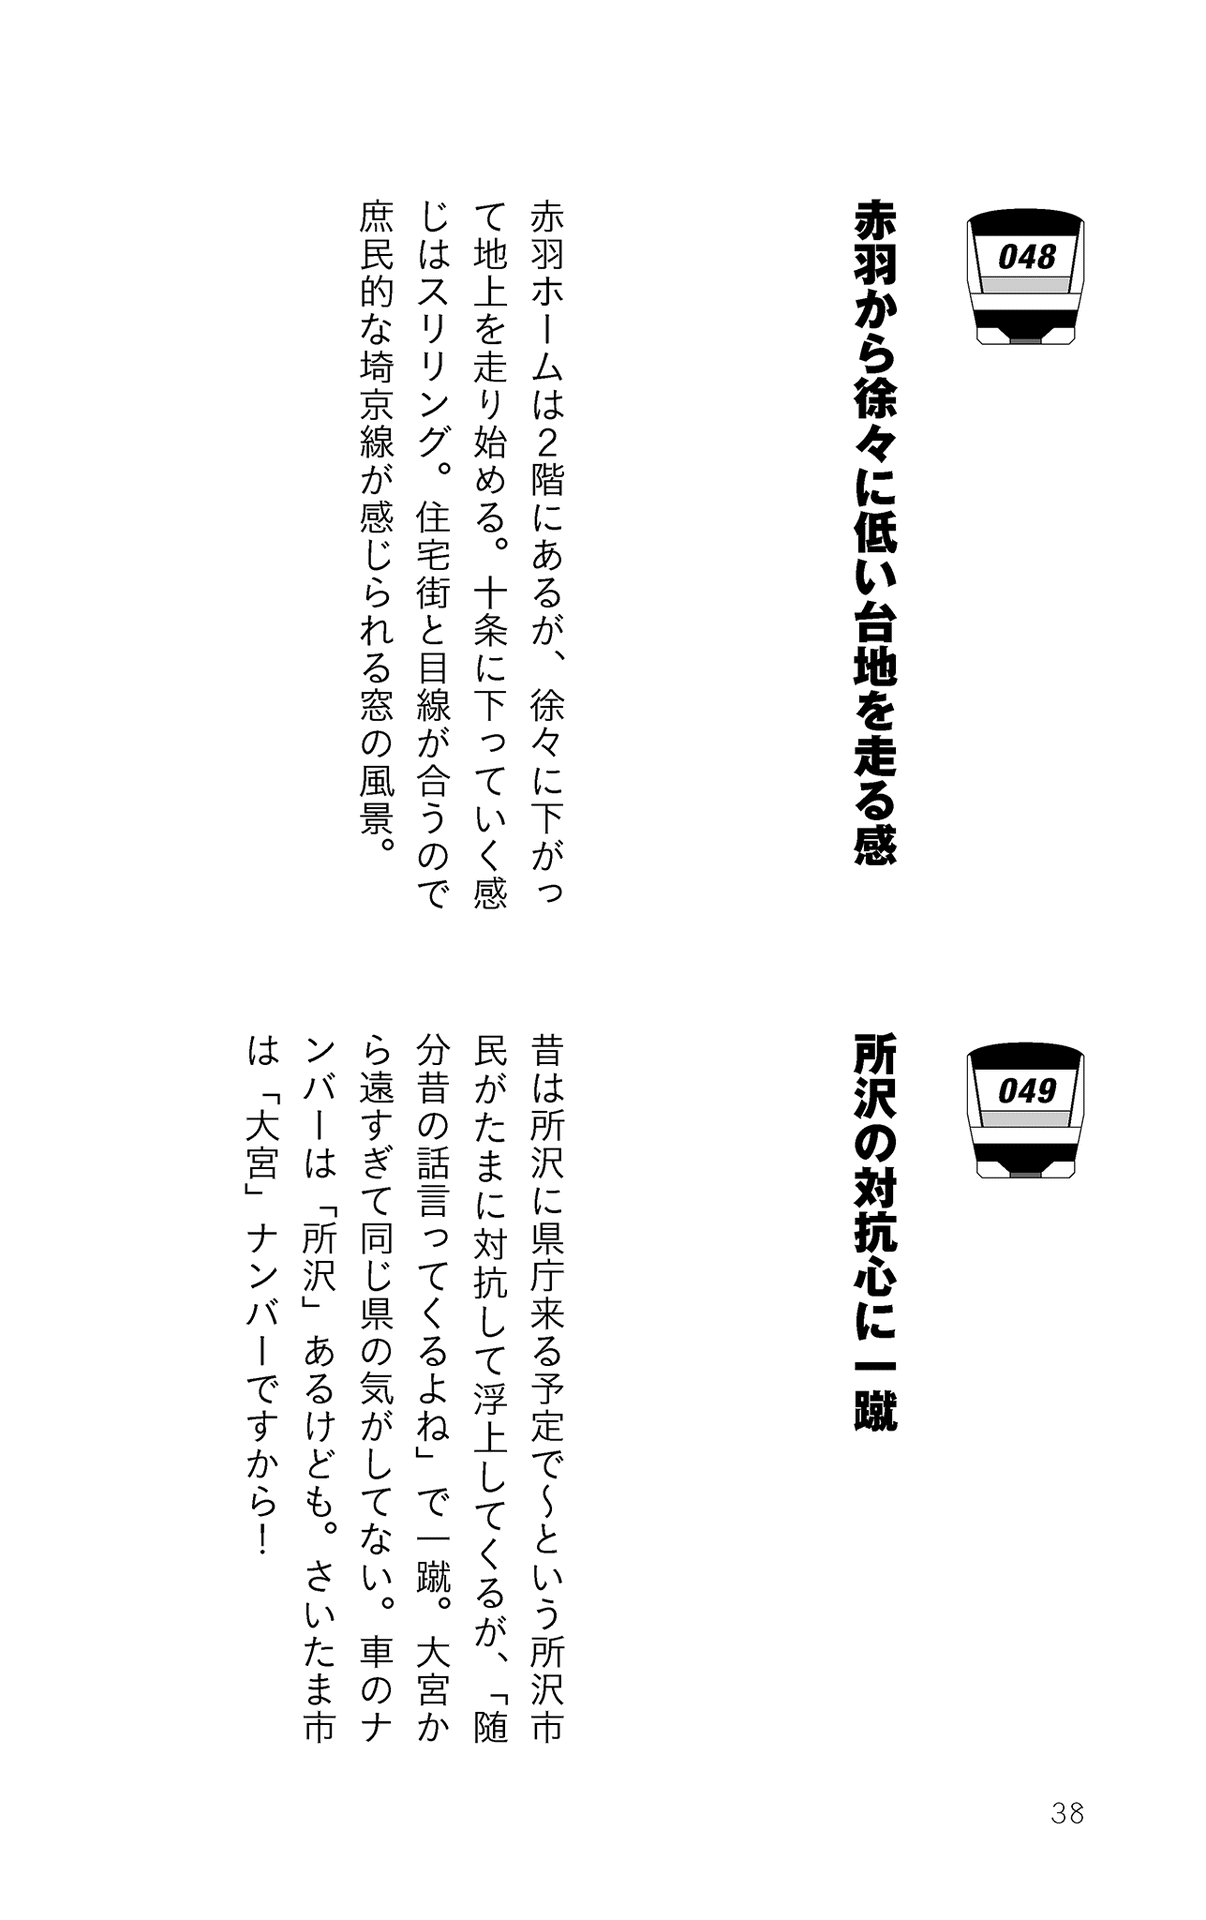 048
赤羽から徐々に低い台地を走る感
赤羽ホームは2階にあるが、徐々に下がっ
て地上を走り始める。十条に下っていく感
じはスリリング。住宅街と目線が合うので
庶民的な埼京線が感じられる窓の風景。
049
所沢の対抗心に一蹴
昔は所沢に県庁来る予定で〜という所沢市
民がたまに対抗して浮上してくるが、「随
分昔の話言ってくるよね」で一蹴。大宮か
ら遠すぎて同じ県の気がしてない。車のナ
ンバーは「所沢」あるけども。さいたま市
は「大宮」ナンバーですから！
38